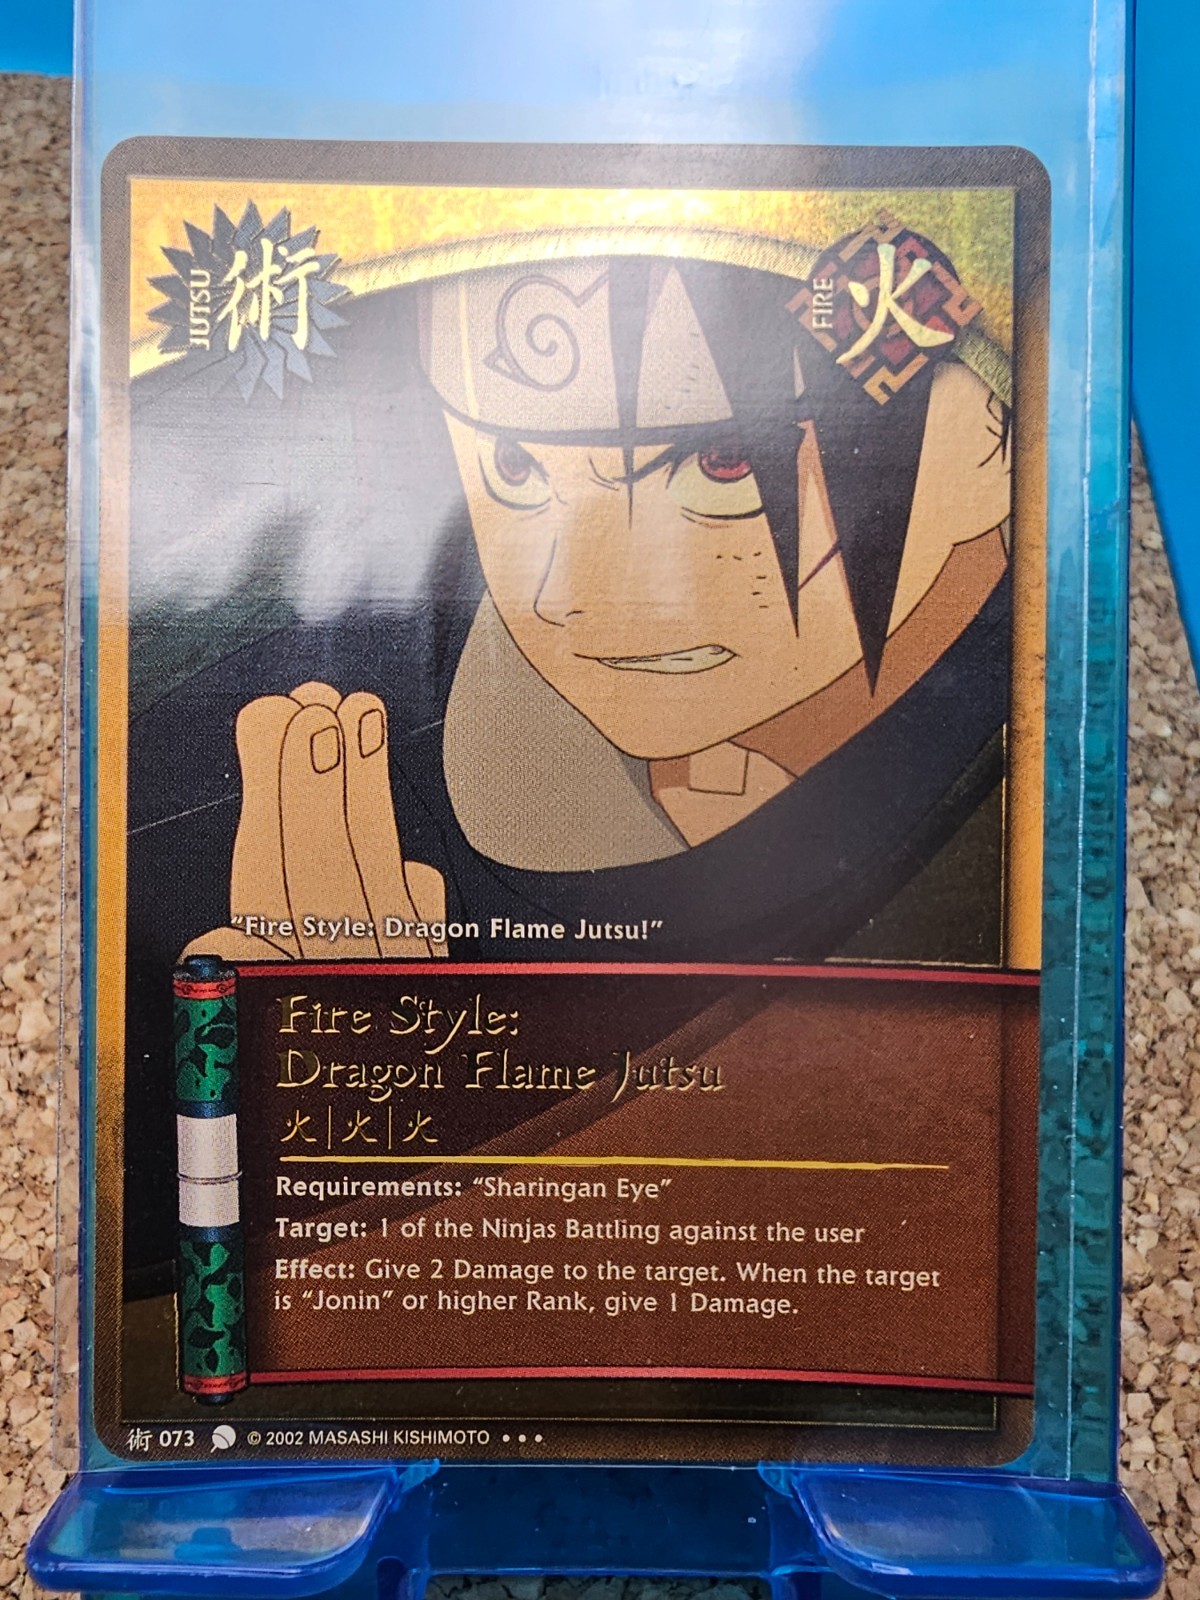 JUTSU 術
FIRE 火
"Fire Style: Dragon Flame Jutsu!"
Fire Style:
Dragon Flame Jutsu
火|火|火
Requirements: "Sharingan Eye"
Target: 1 of the Ninjas Battling against the user
Effect: Give 2 Damage to the target. When the target
is "Jonin" or higher Rank, give 1 Damage.
術 073 © 2002 MASASHI KISHIMOTO •••